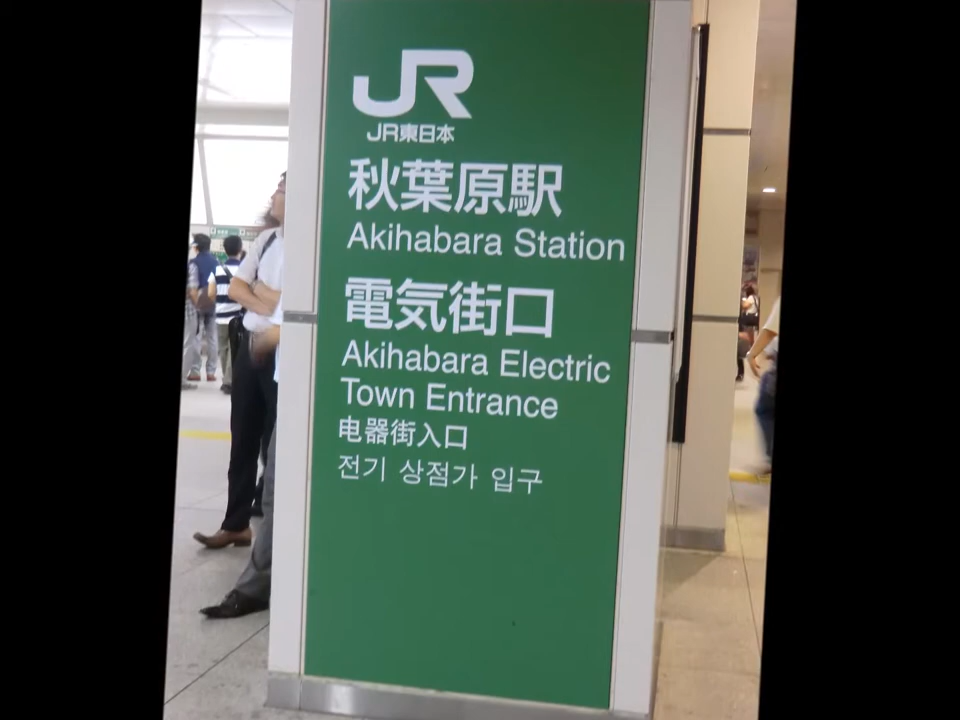 JR
JR東日本
秋葉原駅
Akihabara Station
電気街口
Akihabara Electric
Town Entrance
电器街入口
전기 상점가 입구